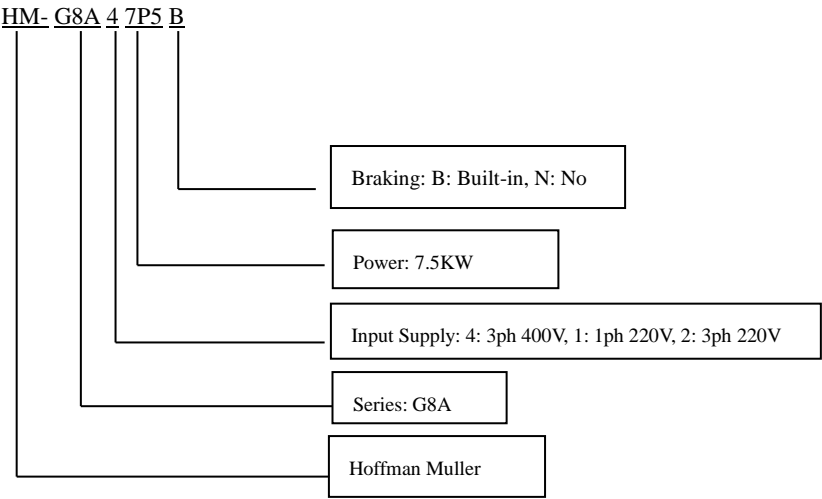 HM- G8A 4 7P5 B
Braking: B: Built-in, N: No
Power: 7.5KW
Input Supply: 4: 3ph 400V, 1: 1ph 220V, 2: 3ph 220V
Series: G8A
Hoffman Muller